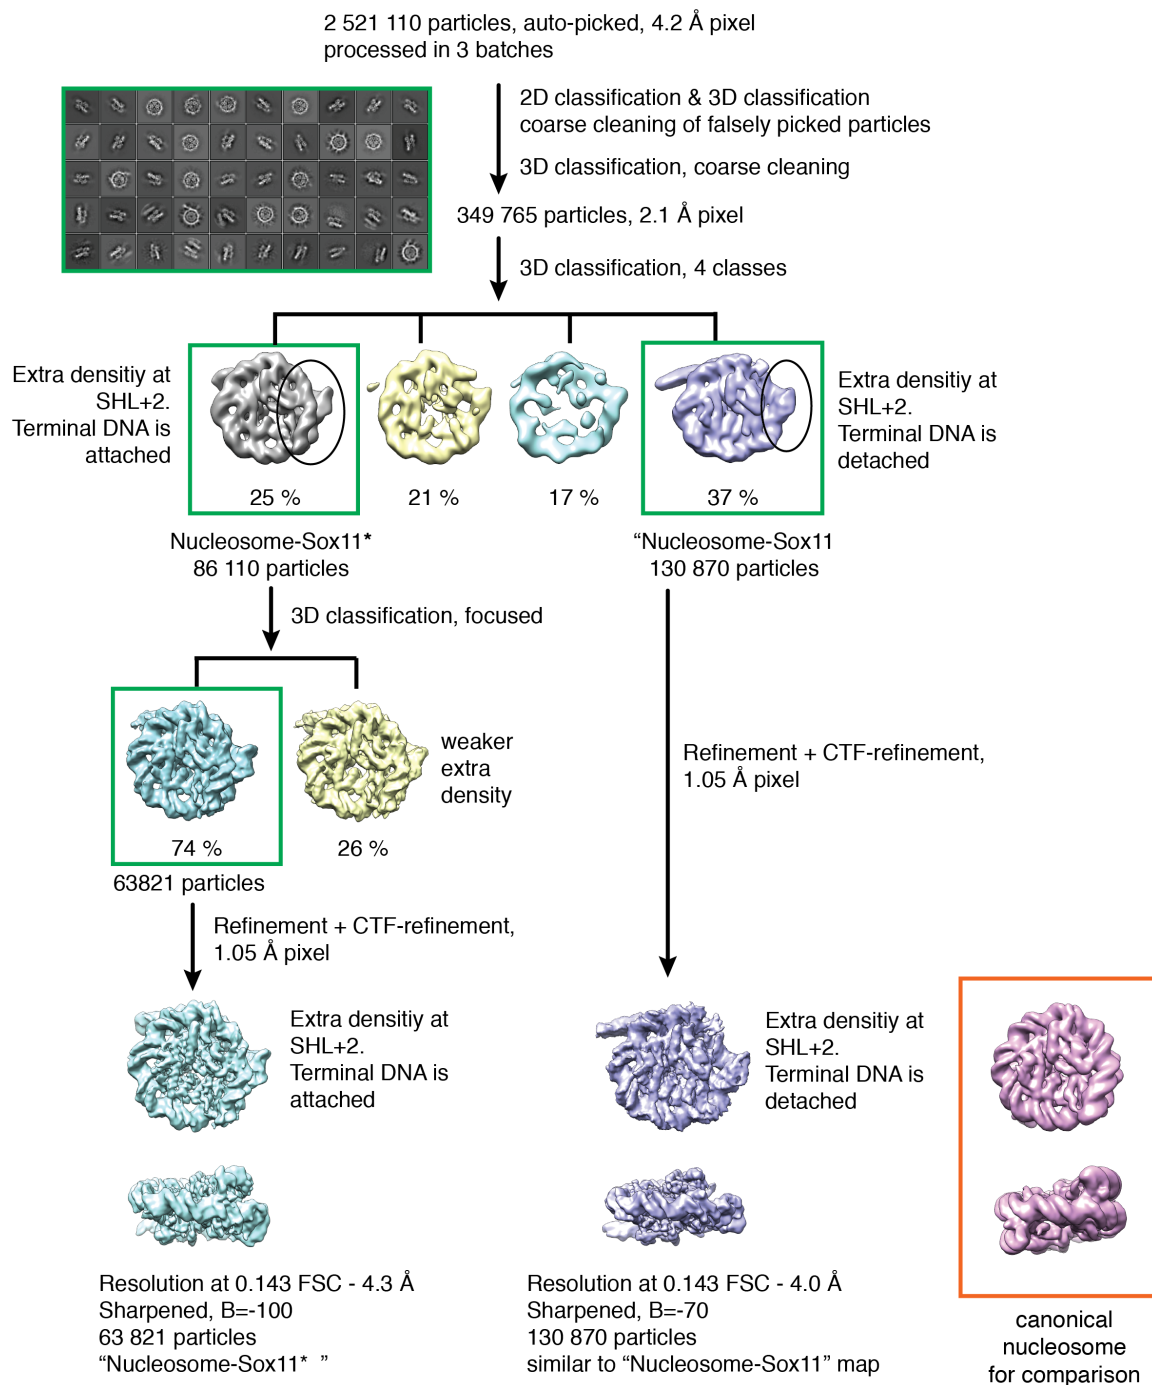 2 521 110 particles, auto-picked, 4.2 Å pixel
processed in 3 batches
2D classification & 3D classification
coarse cleaning of falsely picked particles
3D classification, coarse cleaning
349 765 particles, 2.1 Å pixel
3D classification, 4 classes
Extra densitiy at
SHL+2.
Terminal DNA is
attached
Extra densitiy at
SHL+2.
Terminal DNA is
detached
25 %
21 %
17 %
37 %
Nucleosome-Sox11*
86 110 particles
“Nucleosome-Sox11
130 870 particles
3D classification, focused
weaker
extra
density
74 %
26 %
63821 particles
Refinement + CTF-refinement,
1.05 Å pixel
Refinement + CTF-refinement,
1.05 Å pixel
Extra densitiy at
SHL+2.
Terminal DNA is
attached
Extra densitiy at
SHL+2.
Terminal DNA is
detached
Resolution at 0.143 FSC - 4.3 Å
Sharpened, B=-100
63 821 particles
“Nucleosome-Sox11* ”
Resolution at 0.143 FSC - 4.0 Å
Sharpened, B=-70
130 870 particles
similar to “Nucleosome-Sox11” map
canonical
nucleosome
for comparison